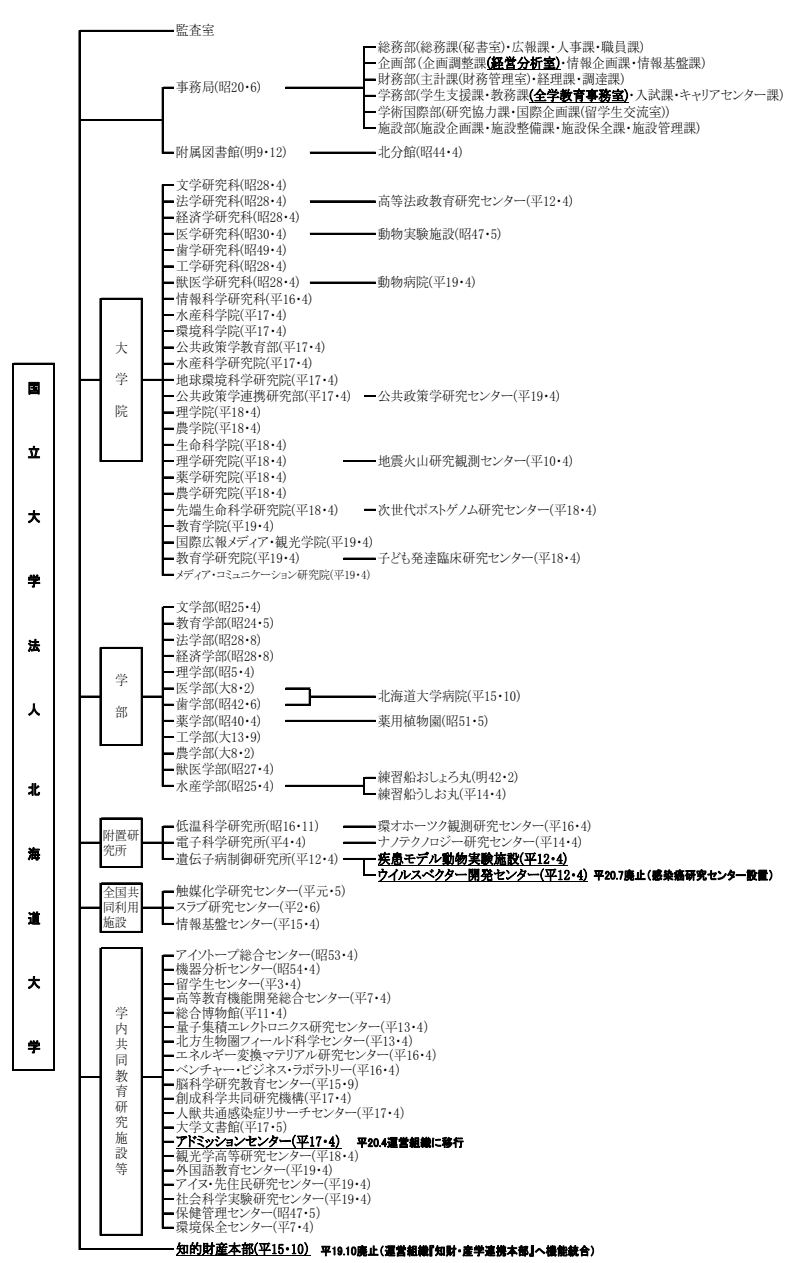 監査室
事務局(昭20・6)
総務部(総務課(秘書室)・広報課・人事課・職員課)
企画部(企画調整課(経営分析室)・情報企画課・情報基盤課)
財務部(主計課(財務管理室)・経理課・調達課)
学務部(学生支援課・教務課(全学教育事務室)・入試課・キャリアセンター課)
学術国際部(研究協力課・国際企画課(留学生交流室))
施設部(施設企画課・施設整備課・施設保全課・施設管理課)
附属図書館(明9・12) 北分館(昭44・4)
国立大学法人北海道大学
大学院
文学研究科(昭28・4)
法学研究科(昭28・4) 高等法政教育研究センター(平12・4)
経済学研究科(昭28・4)
医学研究科(昭30・4) 動物実験施設(昭47・5)
歯学研究科(昭49・4)
工学研究科(昭28・4)
獣医学研究科(昭28・4) 動物病院(平19・4)
情報科学研究科(平16・4)
水産科学院(平17・4)
環境科学院(平17・4)
公共政策学教育部(平17・4)
水産科学研究院(平17・4)
地球環境科学研究院(平17・4)
公共政策学連携研究部(平17・4) 公共政策学研究センター(平19・4)
理学院(平18・4)
農学院(平18・4)
生命科学院(平18・4)
理学研究院(平18・4) 地震火山研究観測センター(平10・4)
薬学研究院(平18・4)
農学研究院(平18・4)
先端生命科学研究院(平18・4) 次世代ポストゲノム研究センター(平18・4)
教育学院(平19・4)
国際広報メディア・観光学院(平19・4)
教育学研究院(平19・4) 子ども発達臨床研究センター(平18・4)
メディア・コミュニケーション研究院(平19・4)
学部
文学部(昭25・4)
教育学部(昭24・5)
法学部(昭28・8)
経済学部(昭28・8)
理学部(昭5・4)
医学部(大8・2)
北海道大学病院(平15・10)
歯学部(昭42・6)
薬学部(昭40・4) 薬用植物園(昭51・5)
工学部(大13・9)
農学部(大8・2)
獣医学部(昭27・4)
水産学部(昭25・4)
練習船おしょろ丸(明42・2)
練習船うしお丸(平14・4)
附置研究所
低温科学研究所(昭16・11) 環オホーツク観測研究センター(平16・4)
電子科学研究所(平4・4) ナノテクノロジー研究センター(平14・4)
遺伝子病制御研究所(平12・4) 疾患モデル動物実験施設(平12・4)
ウイルスベクター開発センター(平12・4) 平20.7廃止(感染癌研究センター設置)
全国共同利用施設
触媒化学研究センター(平元・5)
スラブ研究センター(平2・6)
情報基盤センター(平15・4)
学内共同教育研究施設等
アイソトープ総合センター(昭53・4)
機器分析センター(昭54・4)
留学生センター(平3・4)
高等教育機能開発総合センター(平7・4)
総合博物館(平11・4)
量子集積エレクトロニクス研究センター(平13・4)
北方生物圏フィールド科学センター(平13・4)
エネルギー変換マテリアル研究センター(平16・4)
ベンチャー・ビジネス・ラボラトリー(平16・4)
脳科学研究教育センター(平15・9)
創成科学共同研究機構(平17・4)
人獣共通感染症リサーチセンター(平17・4)
大学文書館(平17・5)
アドミッションセンター(平17・4) 平20.4運営組織に移行
観光学高等研究センター(平18・4)
外国語教育センター(平19・4)
アイヌ・先住民研究センター(平19・4)
社会科学実験研究センター(平19・4)
保健管理センター(昭47・5)
環境保全センター(平7・4)
知的財産本部(平15・10) 平19.10廃止(運営組織『知財・産学連携本部』へ機能統合)